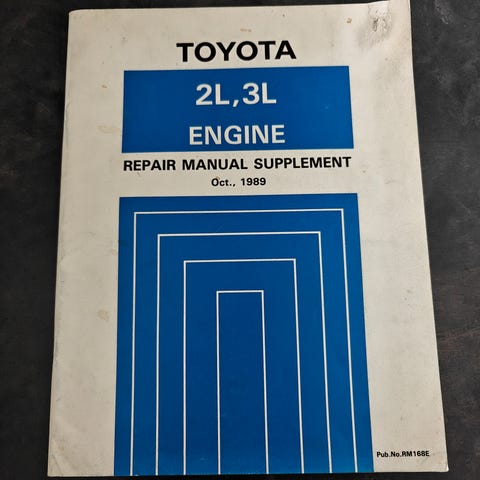 TOYOTA
2L,3L
ENGINE
REPAIR MANUAL SUPPLEMENT
Oct., 1989
Pub.No.RM168E